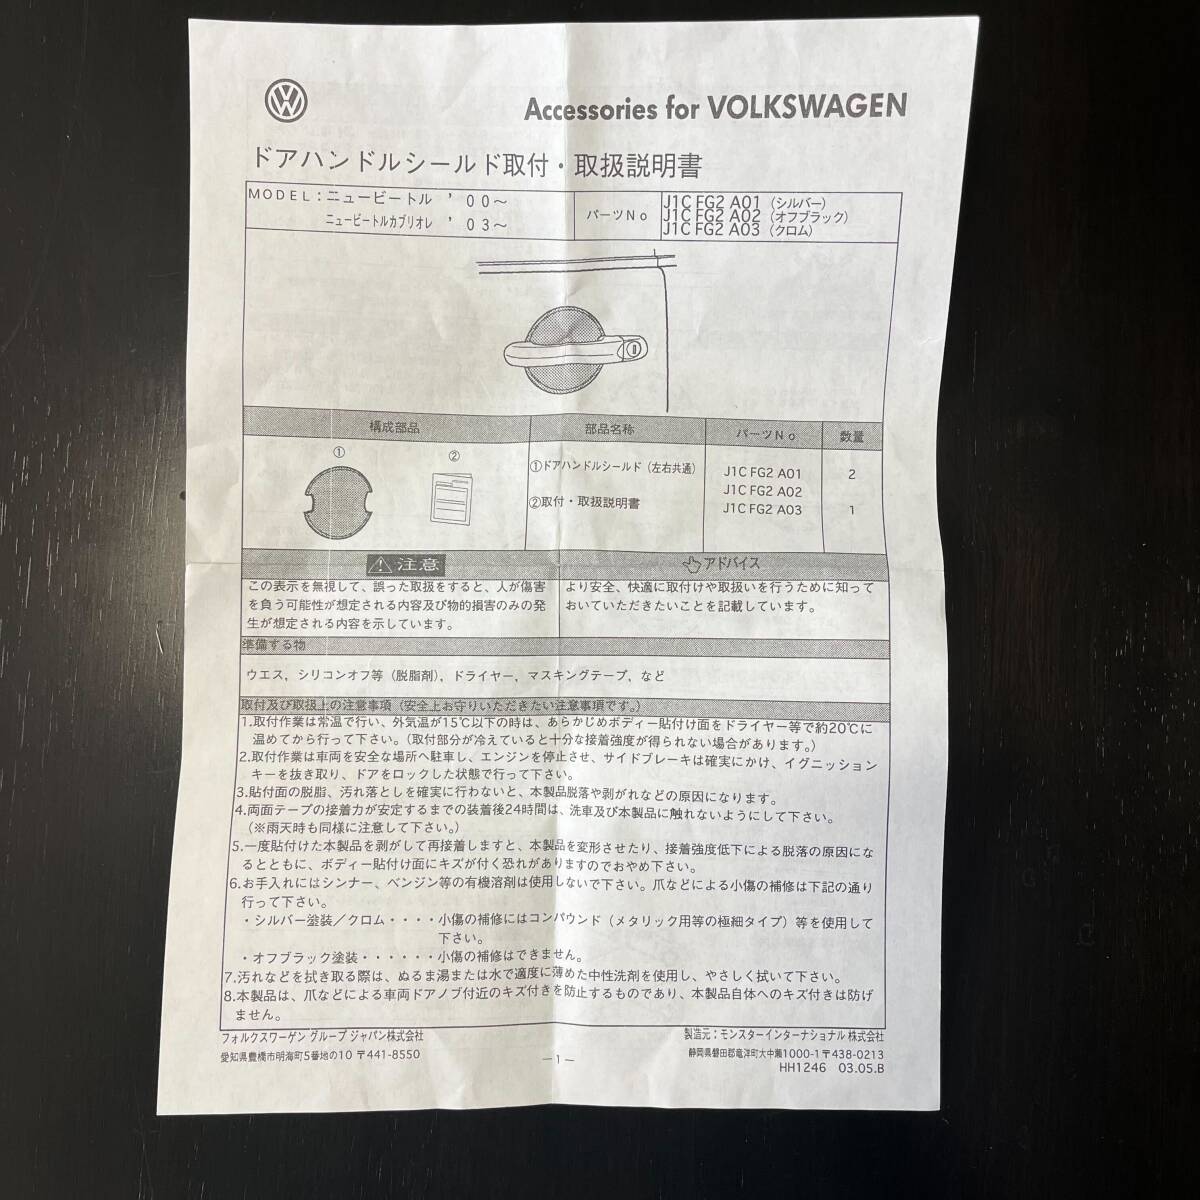 Accessories for VOLKSWAGEN
ドアハンドルシールド取付・取扱説明書
MODEL：ニュービートル ’００～
ニュービートルカブリオレ ’０３～
パーツＮｏ
J1C FG2 A01（シルバー）
J1C FG2 A02（オフブラック）
J1C FG2 A03（クロム）
構成部品 部品名称 パーツＮｏ 数量
① ②
①ドアハンドルシールド（左右共通） J1C FG2 A01 2
J1C FG2 A02
②取付・取扱説明書 J1C FG2 A03 1
注意
この表示を無視して、誤った取扱をすると、人が傷害
を負う可能性が想定される内容及び物的損害のみの発
生が想定される内容を示しています。
アドバイス
より安全、快適に取付けや取扱いを行うために知って
おいていただきたいことを記載しています。
準備する物
ウエス，シリコンオフ等（脱脂剤），ドライヤー，マスキングテープ、など
取付及び取扱上の注意事項（安全上お守りいただきたい注意事項です。）
1.取付作業は常温で行い、外気温が15℃以下の時は、あらかじめボディー貼付け面をドライヤー等で約20℃に
温めてから行って下さい。（取付部分が冷えていると十分な接着強度が得られない場合があります。）
2.取付作業は車両を安全な場所へ駐車し、エンジンを停止させ、サイドブレーキは確実にかけ、イグニッション
キーを抜き取り、ドアをロックした状態で行って下さい。
3.貼付面の脱脂、汚れ落としを確実に行わないと、本製品脱落や剥がれなどの原因になります。
4.両面テープの接着力が安定するまでの装着後24時間は、洗車及び本製品に触れないようにして下さい。
（※雨天時も同様に注意して下さい。）
5.一度貼付けた本製品を剥がして再接着しますと、本製品を変形させたり、接着強度低下による脱落の原因にな
るとともに、ボディー貼付け面にキズが付く恐れがありますのでおやめ下さい。
6.お手入れにはシンナー、ベンジン等の有機溶剤は使用しないで下さい。爪などによる小傷の補修は下記の通り
行って下さい。
・シルバー塗装／クロム・・・・小傷の補修にはコンパウンド（メタリック用等の極細タイプ）等を使用して
下さい。
・オフブラック塗装・・・・・・小傷の補修はできません。
7.汚れなどを拭き取る際は、ぬるま湯または水で適度に薄めた中性洗剤を使用し、やさしく拭いて下さい。
8.本製品は、爪などによる車両ドアノブ付近のキズ付きを防止するものであり、本製品自体へのキズ付きは防げ
ません。
フォルクスワーゲン グループ ジャパン株式会社
愛知県豊橋市明海町5番地の10 〒441-8550
－1－
製造元：モンスターインターナショナル 株式会社
静岡県磐田郡竜洋町大中瀬1000-1〒438-0213
HH1246 03.05.B